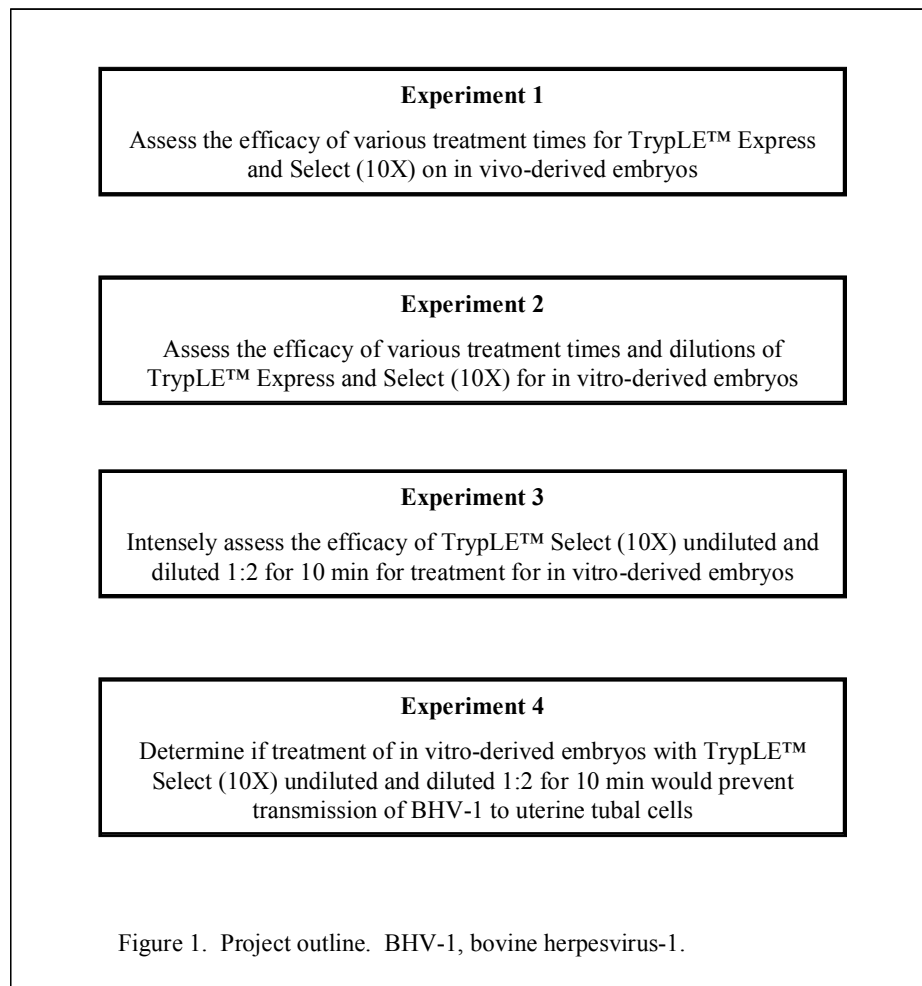 Experiment 1
Assess the efficacy of various treatment times for TrypLE™ Express
and Select (10X) on in vivo-derived embryos
Experiment 2
Assess the efficacy of various treatment times and dilutions of
TrypLE™ Express and Select (10X) for in vitro-derived embryos
Experiment 3
Intensely assess the efficacy of TrypLE™ Select (10X) undiluted and
diluted 1:2 for 10 min for treatment for in vitro-derived embryos
Experiment 4
Determine if treatment of in vitro-derived embryos with TrypLE™
Select (10X) undiluted and diluted 1:2 for 10 min would prevent
transmission of BHV-1 to uterine tubal cells
Figure 1.  Project outline.  BHV-1, bovine herpesvirus-1.